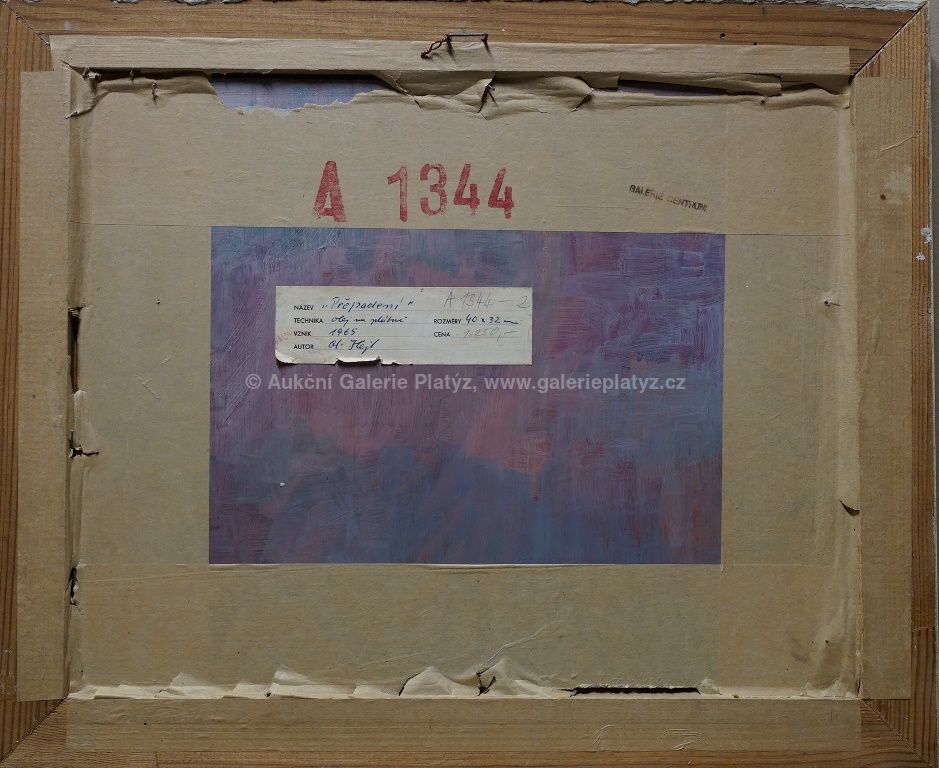 A 1344
GALERIE CENTRUM
A 1344 - 2
NÁZEV „Přepadení"
TECHNIKA olej na plátně ROZMĚRY 40 x 32 cm
VZNIK 1965 CENA 1.250,-
AUTOR Ol. Hejl
© Aukční Galerie Platýz, www.galerieplatyz.cz